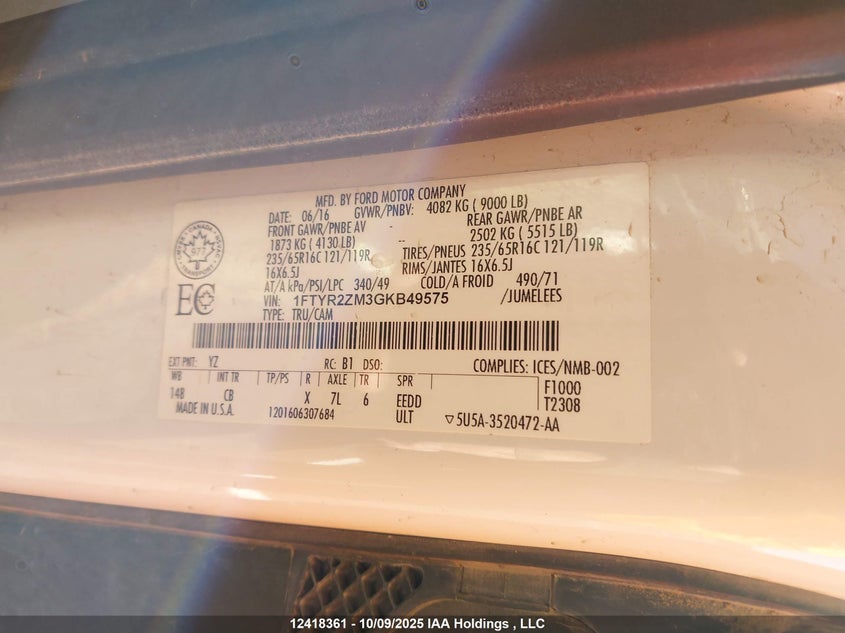 MFD. BY FORD MOTOR COMPANY
DATE: 06/16 GVWR/PNBV: 4082 KG ( 9000 LB)
FRONT GAWR/PNBE AV REAR GAWR/PNBE AR
1873 KG ( 4130 LB) -- 2502 KG ( 5515 LB)
235/65R16C 121/119R TIRES/PNEUS 235/65R16C 121/119R
16X6.5J RIMS/JANTES 16X6.5J
AT/A kPa/PSI/LPC 340/49 COLD/A FROID 490/71
VIN: 1FTYR2ZM3GKB49575 /JUMELEES
TYPE: TRU/CAM
CANADA
EC
EXT PNT: YZ RC: B1 DSO: COMPLIES: ICES/NMB-002
WB INT TR TP/PS R AXLE TR SPR F1000
148 CB X 7L 6 EEDD T2308
MADE IN U.S.A. 1201606307684 ULT ▽5U5A-3520472-AA
12418361 - 10/09/2025 IAA Holdings , LLC